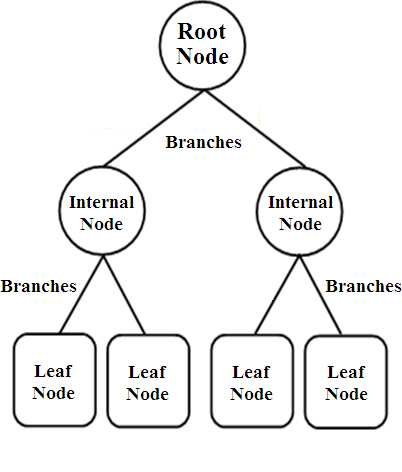 Root
Node
Branches
Internal
Node
Internal
Node
Branches
Branches
Leaf
Node
Leaf
Node
Leaf
Node
Leaf
Node